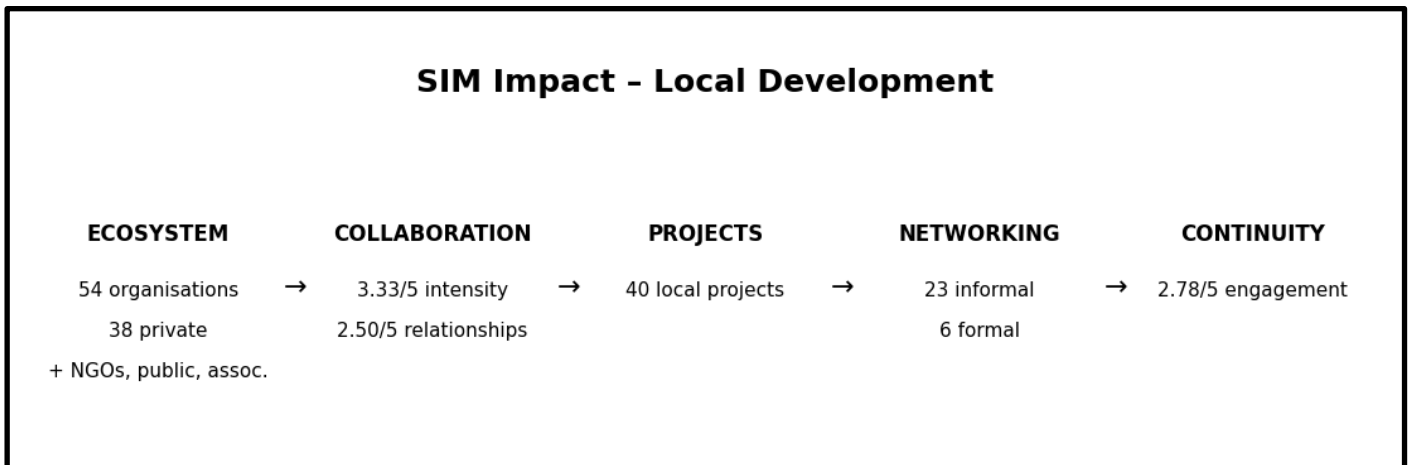 SIM Impact – Local Development
ECOSYSTEM
54 organisations
38 private
+ NGOs, public, assoc.
→
COLLABORATION
3.33/5 intensity
2.50/5 relationships
→
PROJECTS
40 local projects
→
NETWORKING
23 informal
6 formal
→
CONTINUITY
2.78/5 engagement